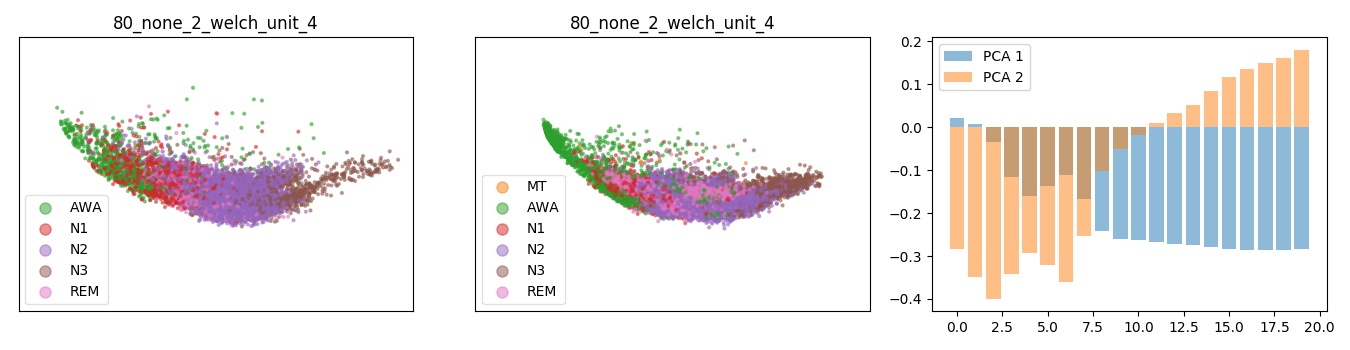 80_none_2_welch_unit_4
AWA
N1
N2
N3
REM
80_none_2_welch_unit_4
MT
AWA
N1
N2
N3
REM
PCA 1
PCA 2
0.2
0.1
0.0
−0.1
−0.2
−0.3
−0.4
0.0 2.5 5.0 7.5 10.0 12.5 15.0 17.5 20.0